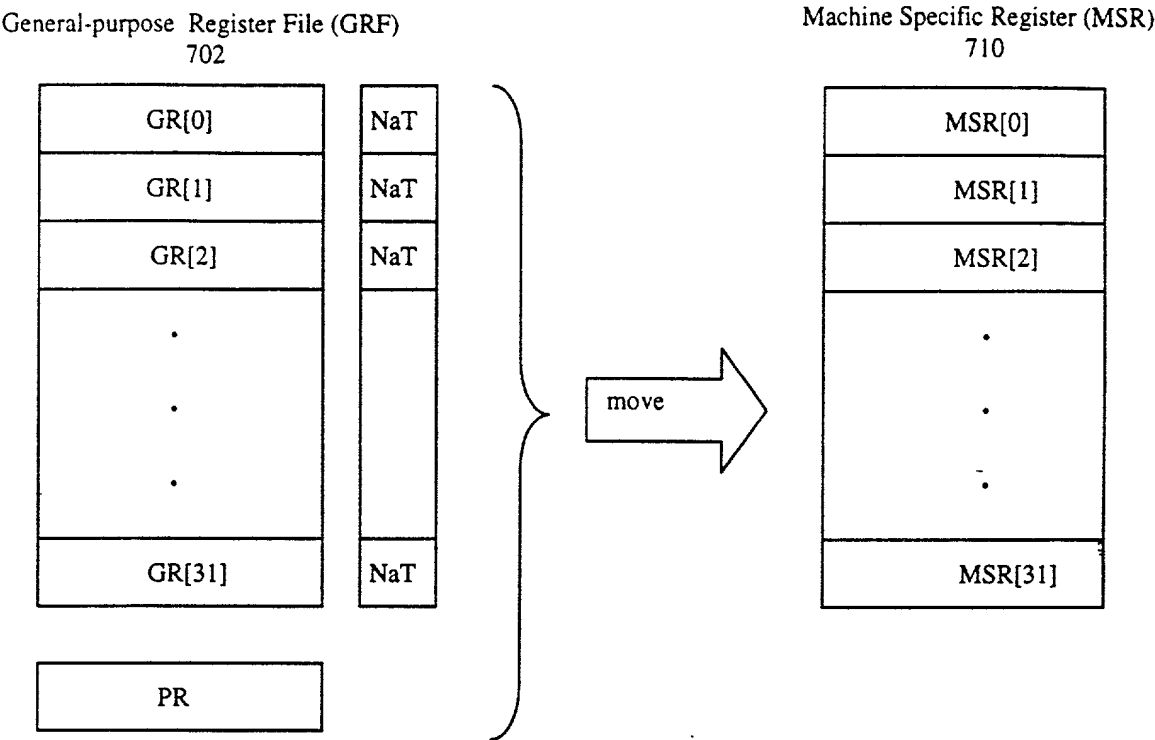 General-purpose Register File (GRF)
702
GR[0]
NaT
GR[1]
NaT
GR[2]
NaT
GR[31]
NaT
PR
move
Machine Specific Register (MSR)
710
MSR[0]
MSR[1]
MSR[2]
MSR[31]